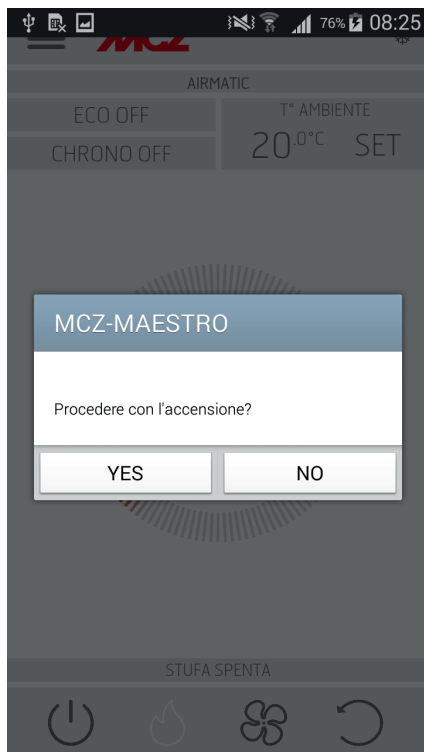 76% 08:25
MCZ
AIRMATIC
ECO OFF
T° AMBIENTE
CHRONO OFF
20.0°C SET
MCZ-MAESTRO
Procedere con l'accensione?
YES NO
STUFA SPENTA